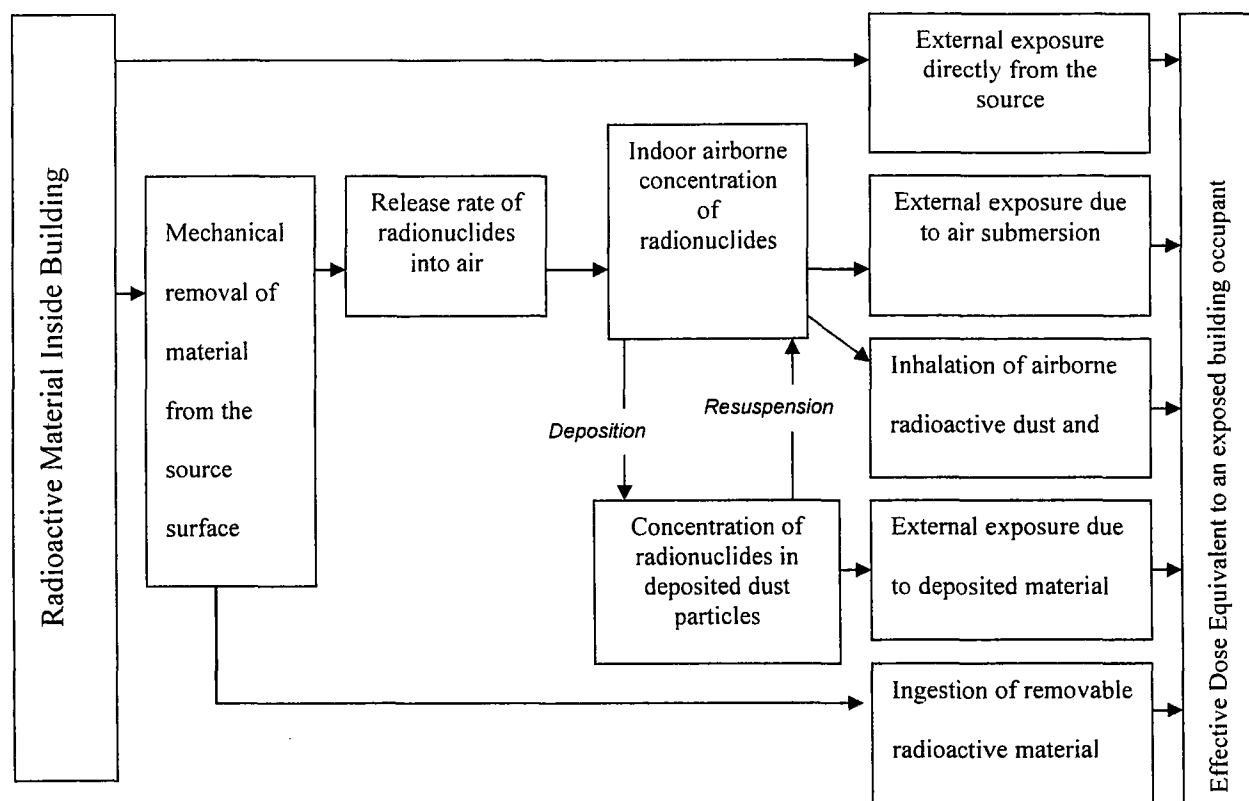 Radioactive Material Inside Building
External exposure
directly from the
source
Mechanical
removal of
material
from the
source
surface
Release rate of
radionuclides
into air
Indoor airborne
concentration
of
radionuclides
External exposure due
to air submersion
Deposition
Resuspension
Inhalation of airborne
radioactive dust and
Concentration of
radionuclides in
deposited dust
particles
External exposure due
to deposited material
Ingestion of removable
radioactive material
Effective Dose Equivalent to an exposed building occupant